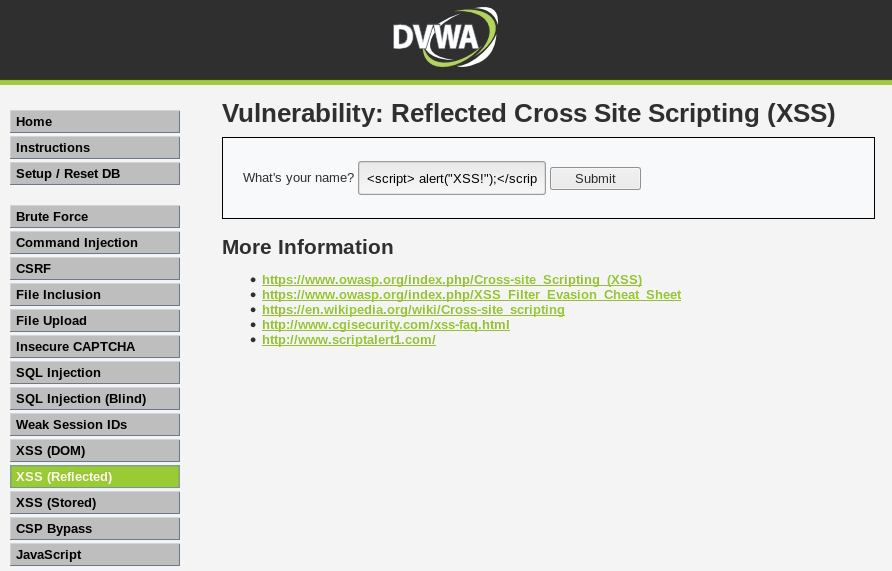 DVWA
Home
Instructions
Setup / Reset DB
Brute Force
Command Injection
CSRF
File Inclusion
File Upload
Insecure CAPTCHA
SQL Injection
SQL Injection (Blind)
Weak Session IDs
XSS (DOM)
XSS (Reflected)
XSS (Stored)
CSP Bypass
JavaScript
Vulnerability: Reflected Cross Site Scripting (XSS)
What's your name? <script> alert("XSS!");</scrip Submit
More Information
https://www.owasp.org/index.php/Cross-site_Scripting_(XSS)
https://www.owasp.org/index.php/XSS_Filter_Evasion_Cheat_Sheet
https://en.wikipedia.org/wiki/Cross-site_scripting
http://www.cgisecurity.com/xss-faq.html
http://www.scriptalert1.com/